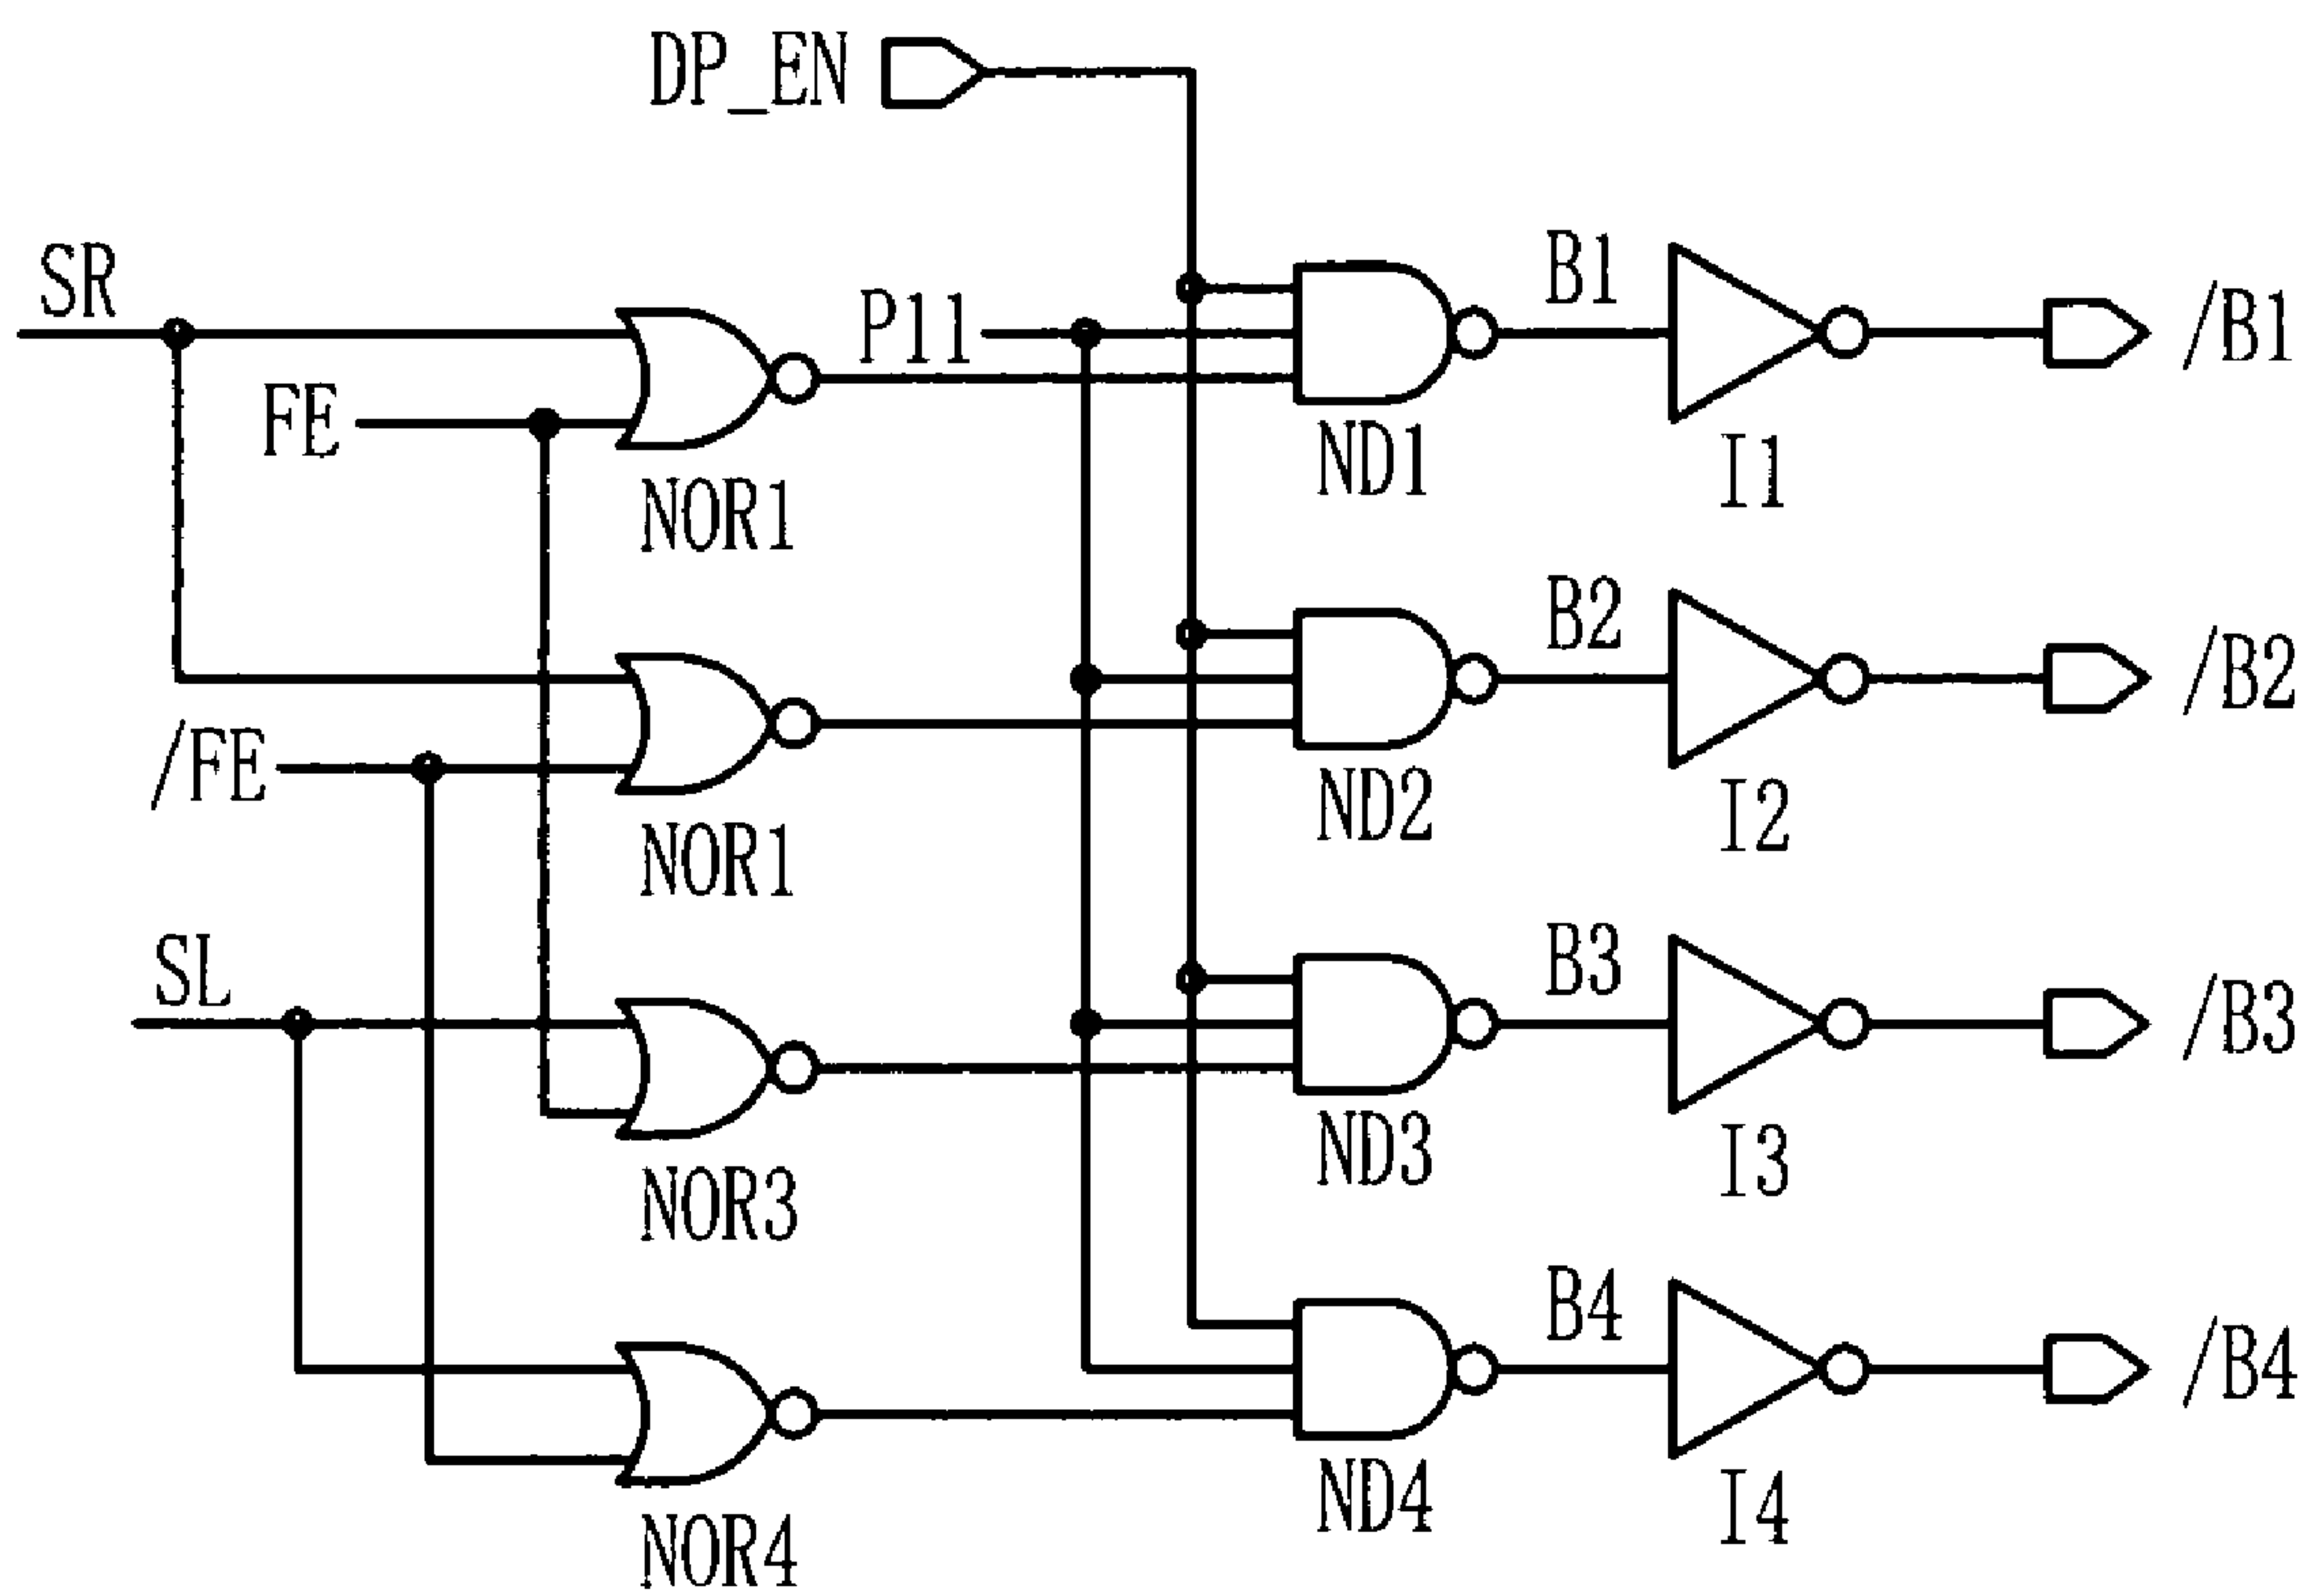 DP_EN
SR
FE
P11
B1
/B1
NOR1
ND1
I1
/FE
B2
/B2
NOR1
ND2
I2
SL
B3
/B3
NOR3
ND3
I3
B4
/B4
NOR4
ND4
I4